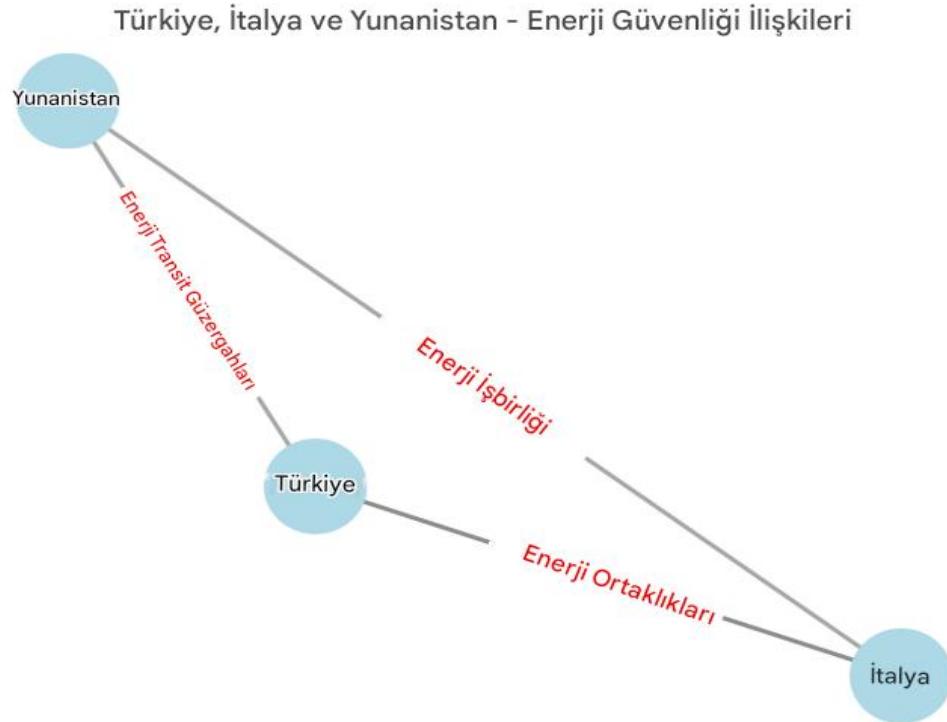 Türkiye, İtalya ve Yunanistan - Enerji Güvenliği İlişkileri
Yunanistan
Enerji Transit Güzergahları
Enerji İşbirliği
Türkiye
Enerji Ortaklıkları
İtalya